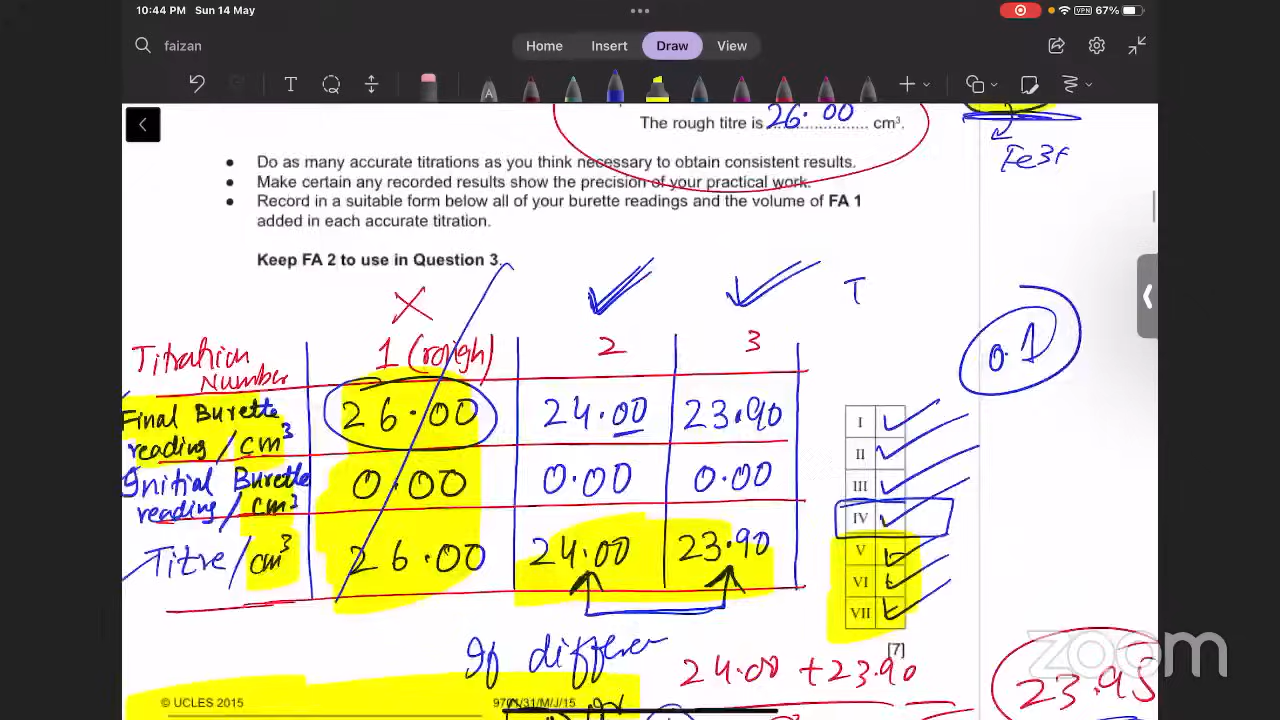 10:44 PM Sun 14 May
67%
VPN
faizan
Home Insert Draw View
The rough titre is 26.00 cm³.
Fe3+
• Do as many accurate titrations as you think necessary to obtain consistent results.
• Make certain any recorded results show the precision of your practical work.
• Record in a suitable form below all of your burette readings and the volume of FA 1
added in each accurate titration.
Keep FA 2 to use in Question 3.
T
0.1
Titration
Number
1 (rough) 2 3
Final Burette
reading / cm³
26.00 24.00 23.90
Initial Burette
reading / cm³
0.00 0.00 0.00
Titre / cm³ 26.00 24.00 23.90
I
II
III
IV
V
VI
VII
[7]
If differ
24.00 + 23.90
23.95
© UCLES 2015
9701/31/M/J/15
zoom